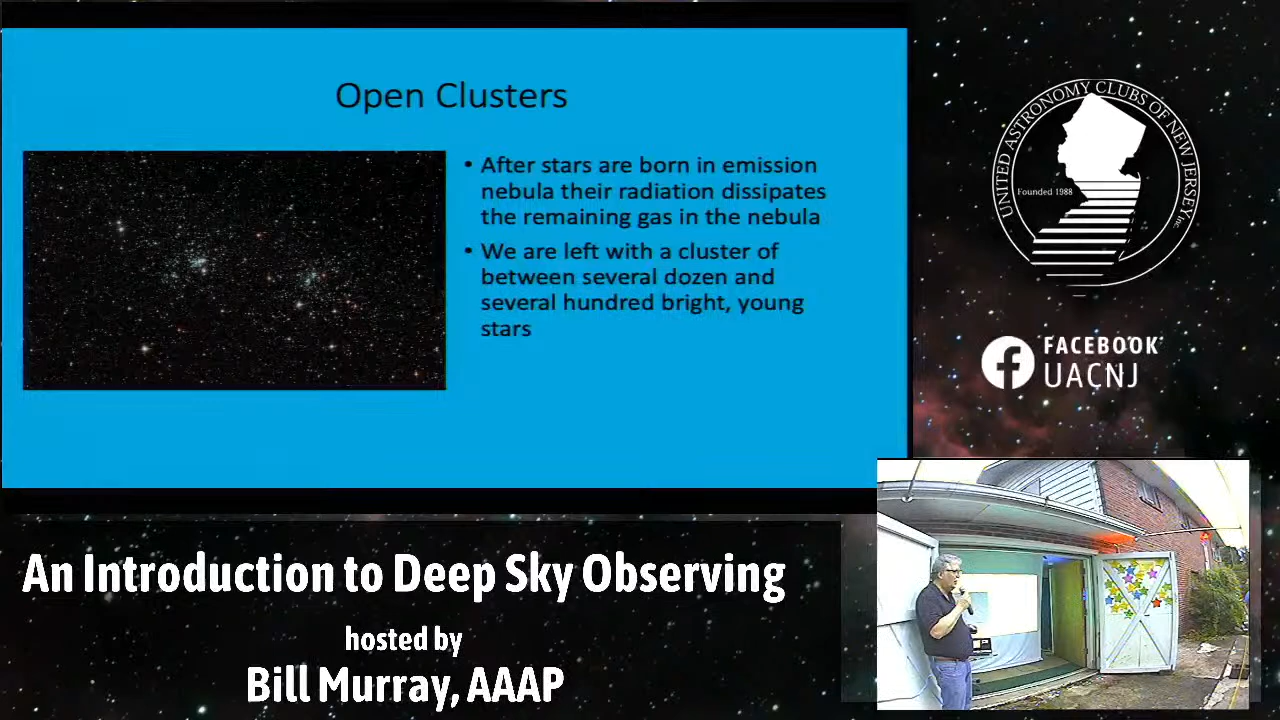 Open Clusters
• After stars are born in emission
nebula their radiation dissipates
the remaining gas in the nebula
• We are left with a cluster of
between several dozen and
several hundred bright, young
stars
UNITED ASTRONOMY CLUBS OF NEW JERSEY Inc.
Founded 1988
FACEBOOK
UACNJ
An Introduction to Deep Sky Observing
hosted by
Bill Murray, AAAP